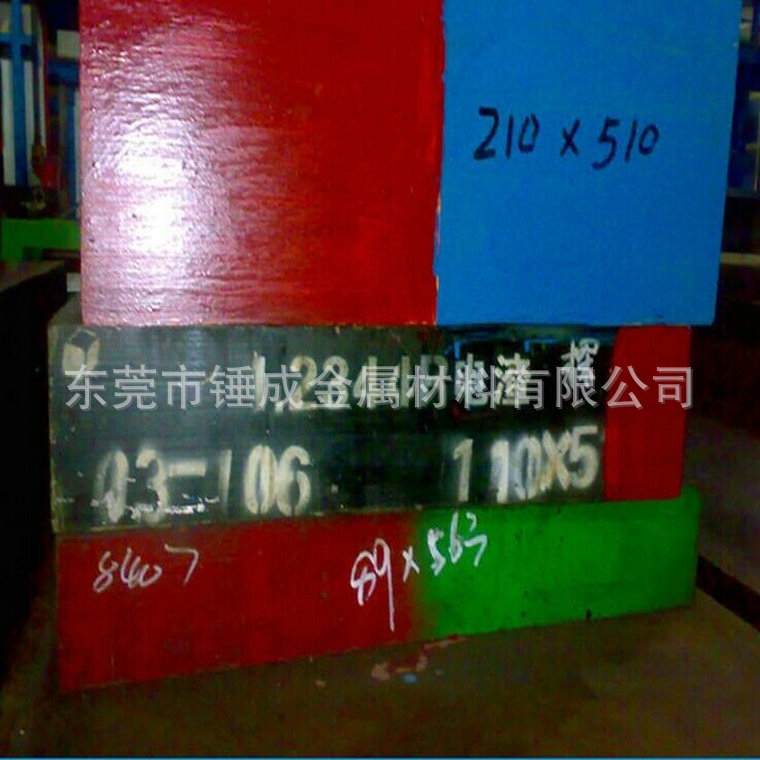 210 x 510
东莞市锤成金属材料有限公司
03-106 110X5
8407 89 x 563